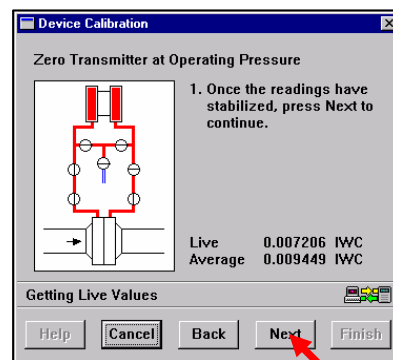 Device Calibration
Zero Transmitter at Operating Pressure
1. Once the readings have
stabilized, press Next to
continue.
Live 0.007206 IWC
Average 0.009449 IWC
Getting Live Values
Help Cancel Back Next Finish